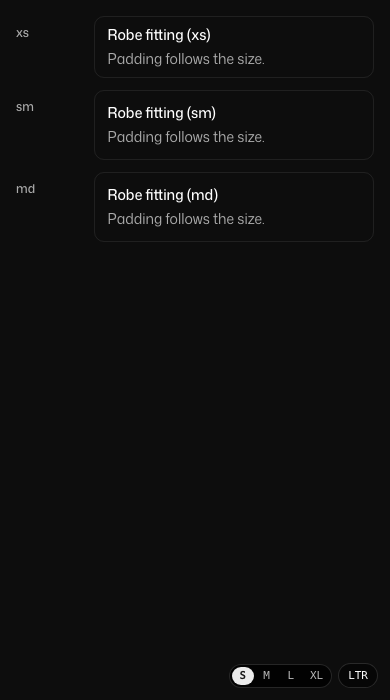 xs
Robe fitting (xs)
Padding follows the size.
sm
Robe fitting (sm)
Padding follows the size.
md
Robe fitting (md)
Padding follows the size.
S M L XL LTR